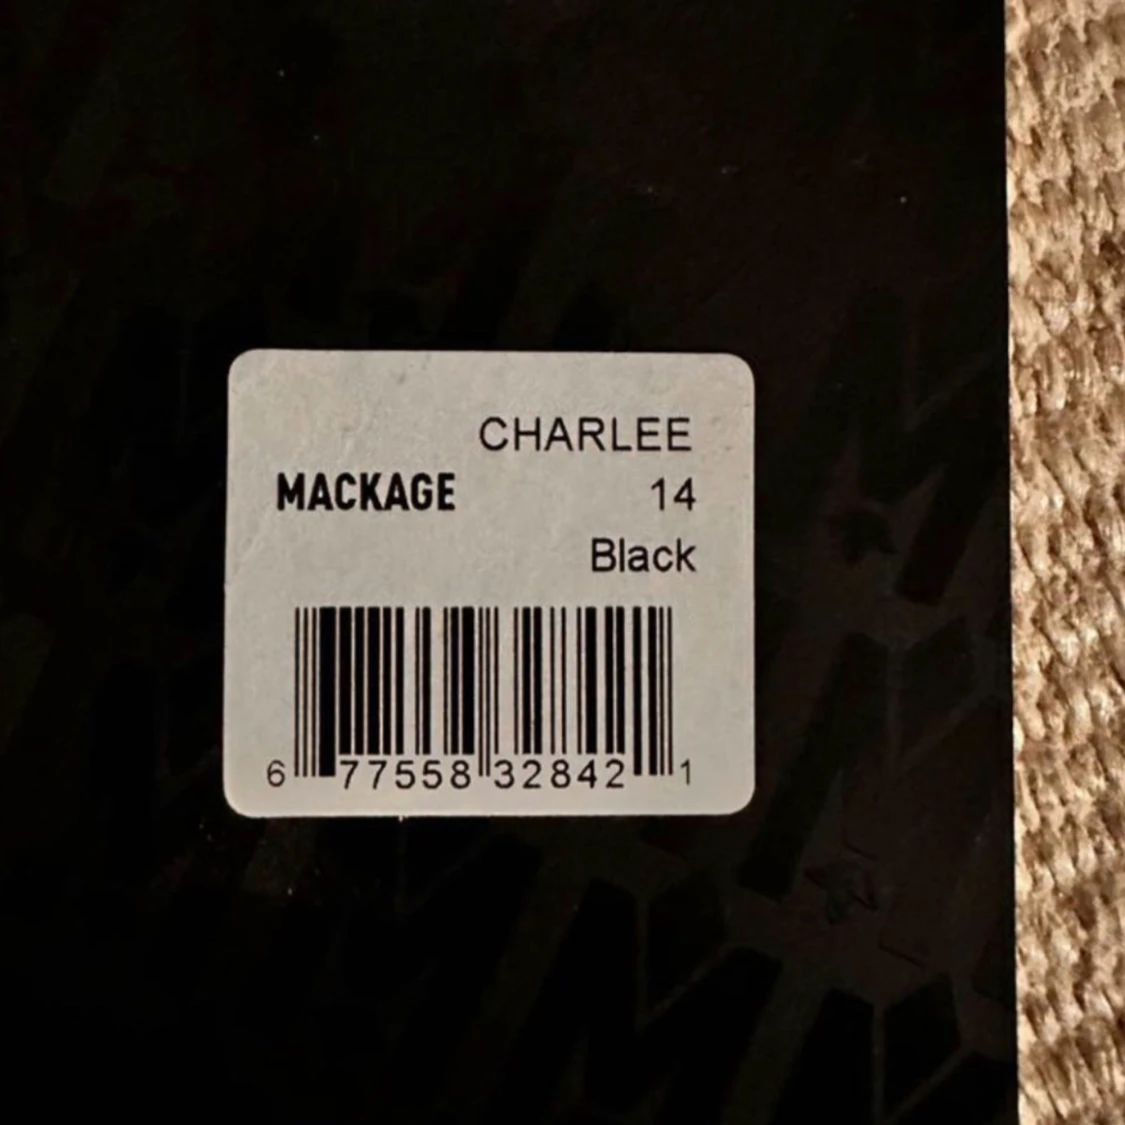 CHARLEE
MACKAGE 14
Black
6 77558 32842 1